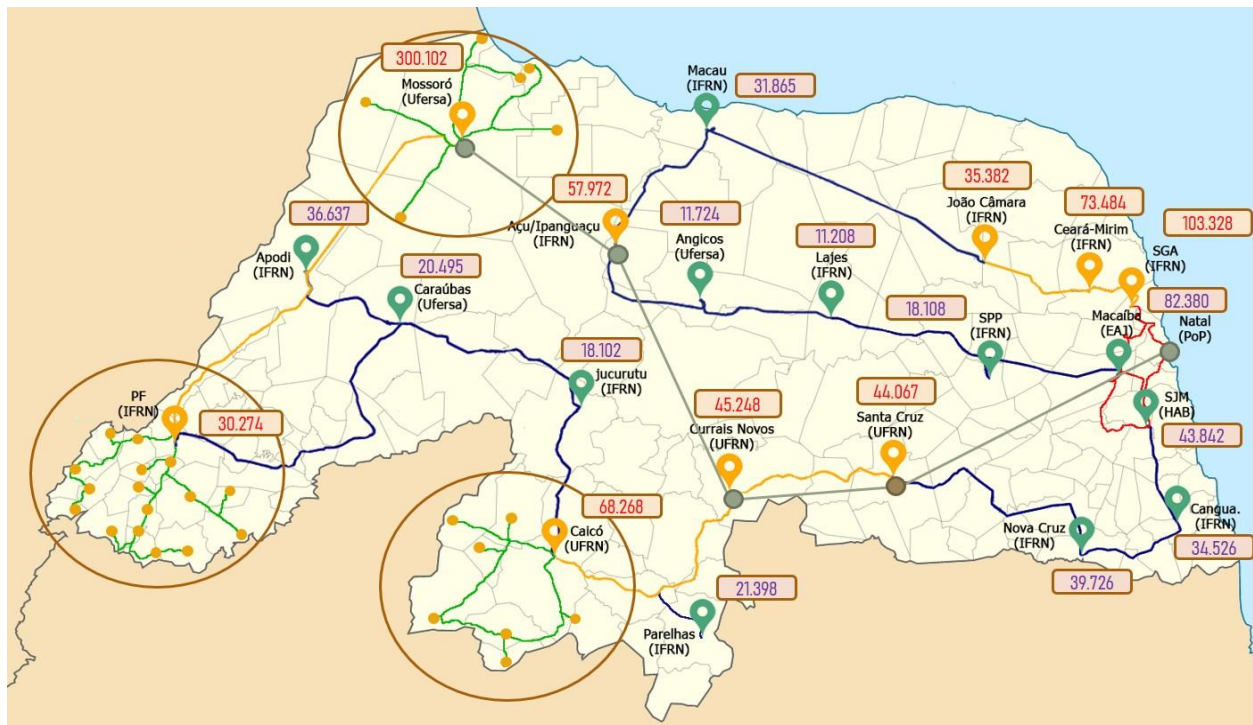 300.102
Mossoró
(Ufersa)
Macau
(IFRN)
31.865
57.972
Açu/Ipanguaçu
(IFRN)
35.382
João Câmara
(IFRN)
73.484
Ceará-Mirim
(IFRN)
103.328
SGA
(IFRN)
36.637
Apodi
(IFRN)
20.495
Caraúbas
(Ufersa)
11.724
Angicos
(Ufersa)
11.208
Lajes
(IFRN)
18.108
SPP
(IFRN)
Macaíba
(EAJ)
82.380
Natal
(PoP)
18.102
jucurutu
(IFRN)
PF
(IFRN)
30.274
45.248
Currais Novos
(UFRN)
44.067
Santa Cruz
(UFRN)
SJM
(HAB)
43.842
68.268
Caicó
(UFRN)
Nova Cruz
(IFRN)
39.726
Cangua.
(IFRN)
34.526
21.398
Parelhas
(IFRN)